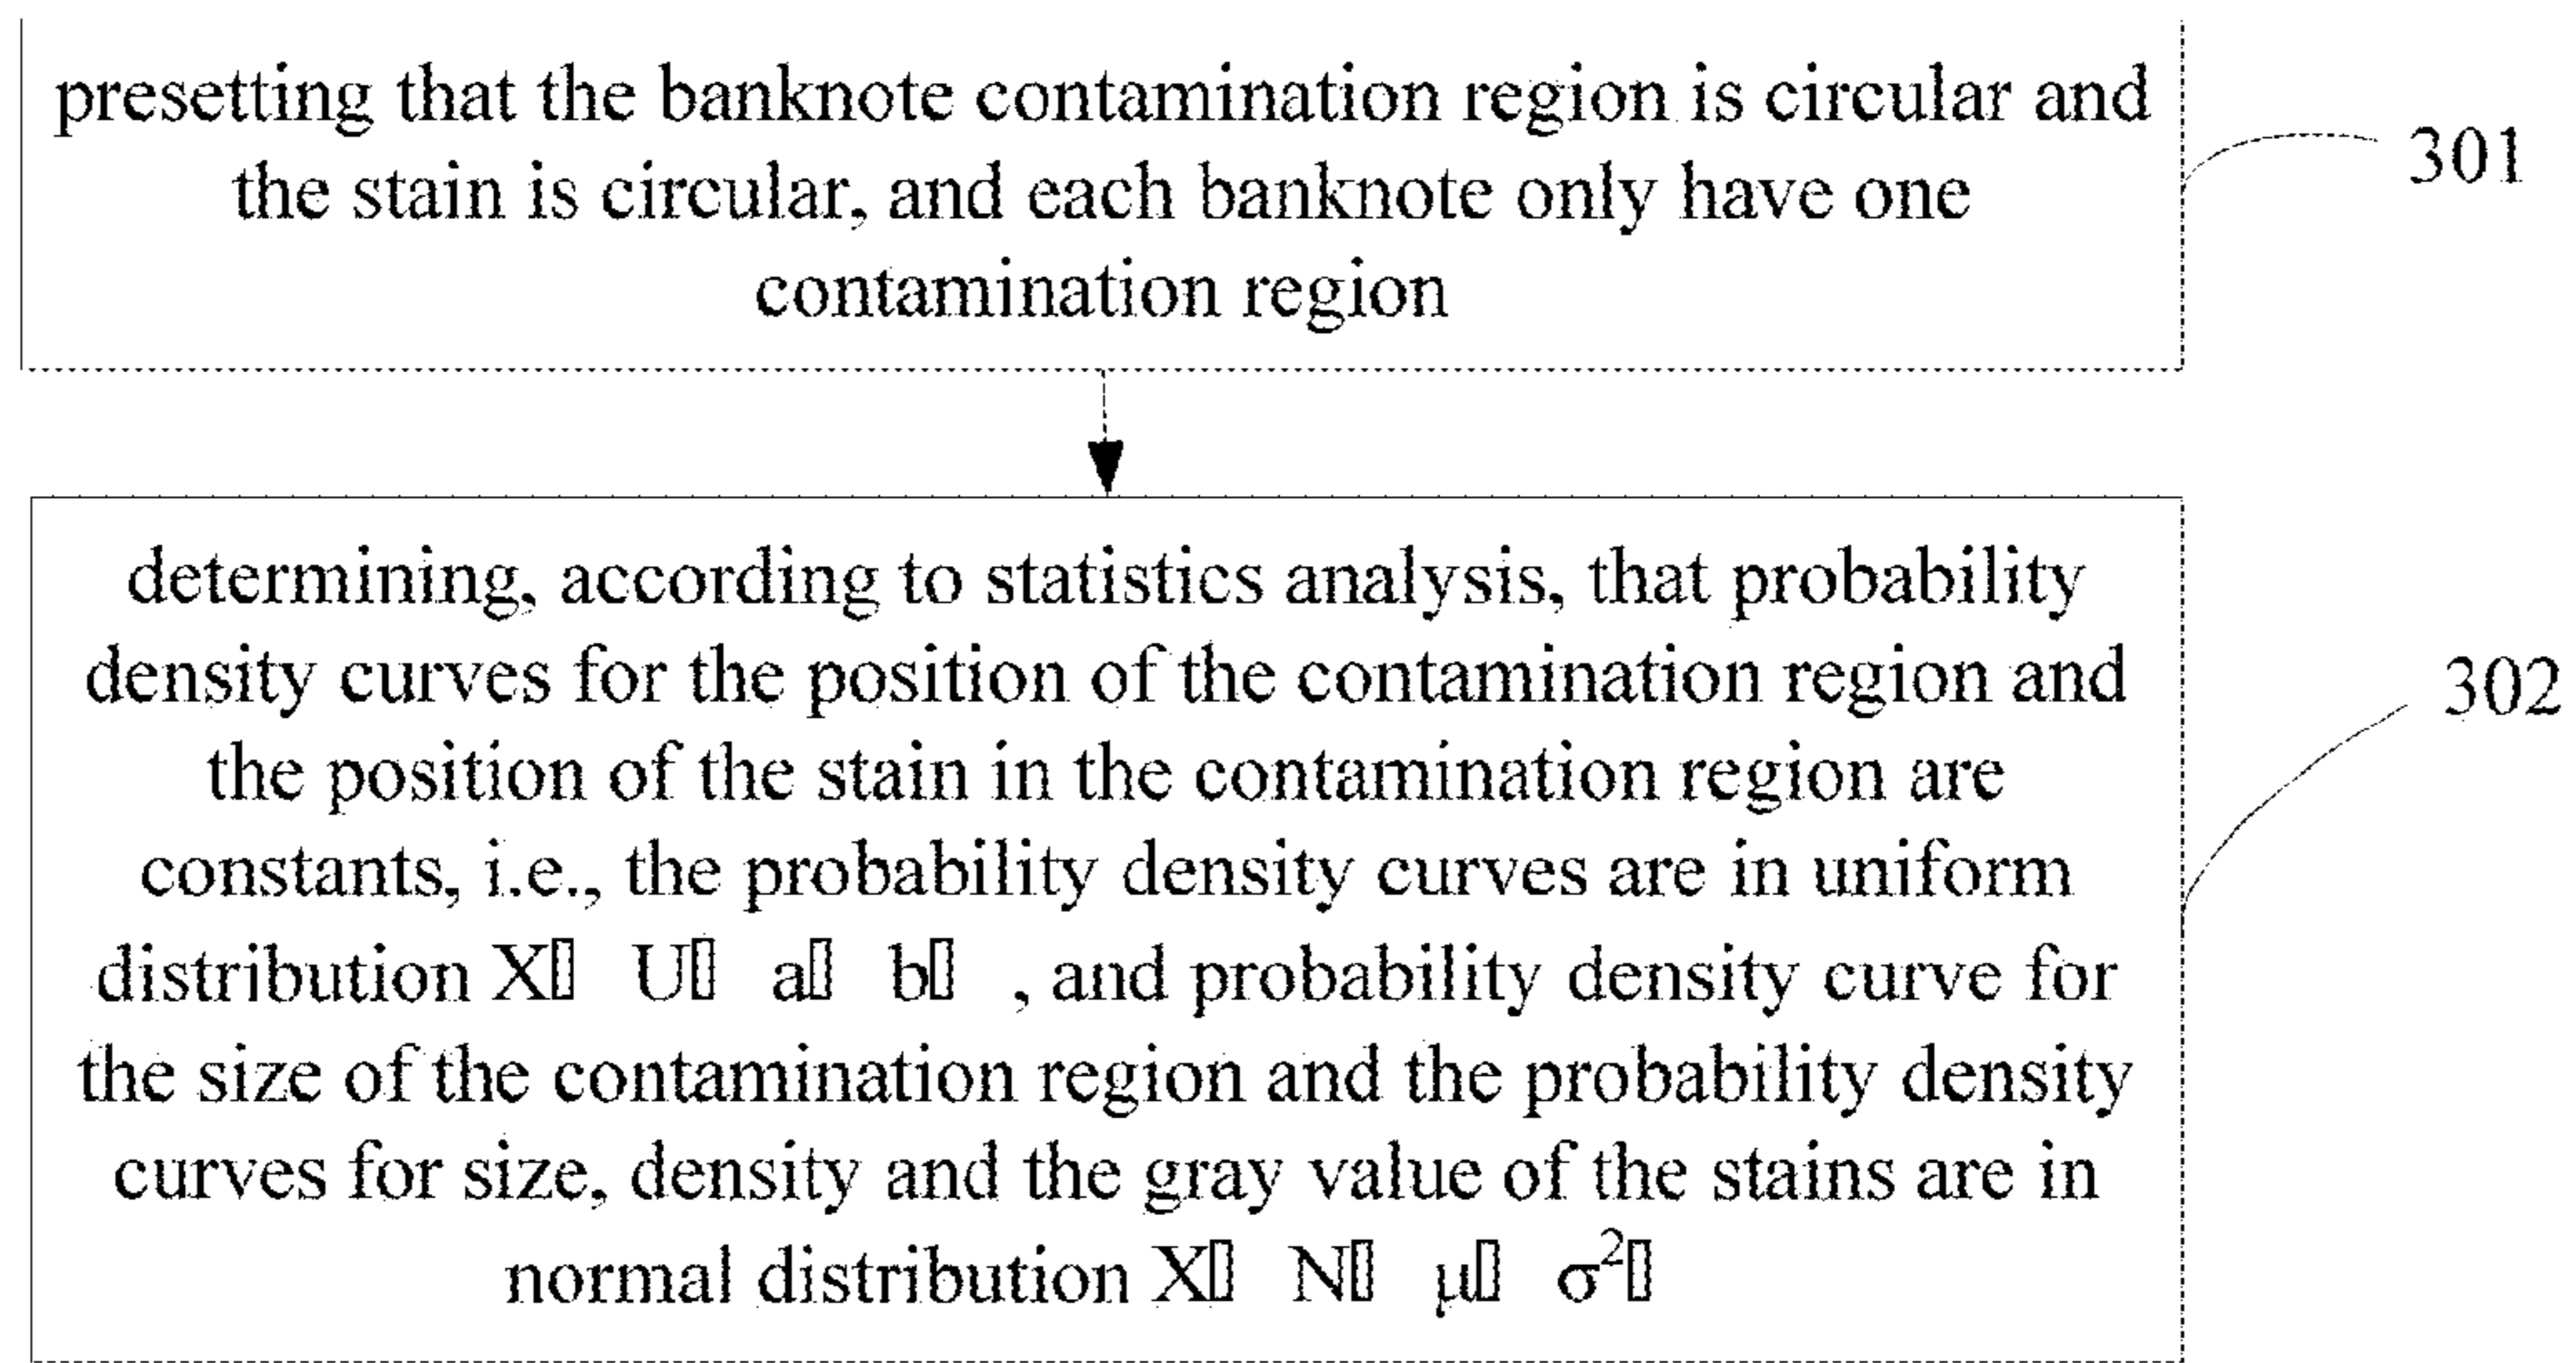 presetting that the banknote contamination region is circular and
the stain is circular, and each banknote only have one
contamination region
301
determining, according to statistics analysis, that probability
density curves for the position of the contamination region and
the position of the stain in the contamination region are
constants, i.e., the probability density curves are in uniform
distribution X▯ U▯ a▯ b▯ , and probability density curve for
the size of the contamination region and the probability density
curves for size, density and the gray value of the stains are in
normal distribution X▯ N▯ μ▯ σ²▯
302